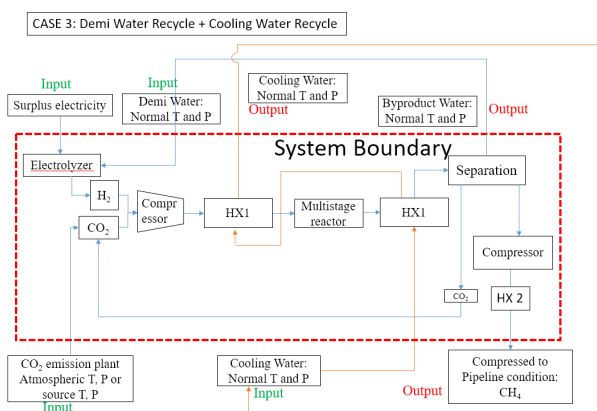 CASE 3: Demi Water Recycle + Cooling Water Recycle
Input
Surplus electricity
Input
Demi Water:
Normal T and P
Cooling Water:
Normal T and P
Output
Byproduct Water:
Normal T and P
Output
System Boundary
Electrolyzer
H2
CO2
Compr
essor
HX1
Multistage
reactor
HX1
Separation
Compressor
CO2
HX 2
CO2 emission plant
Atmospheric T, P or
source T, P
Input
Cooling Water:
Normal T and P
Input
Output
Compressed to
Pipeline condition:
CH4